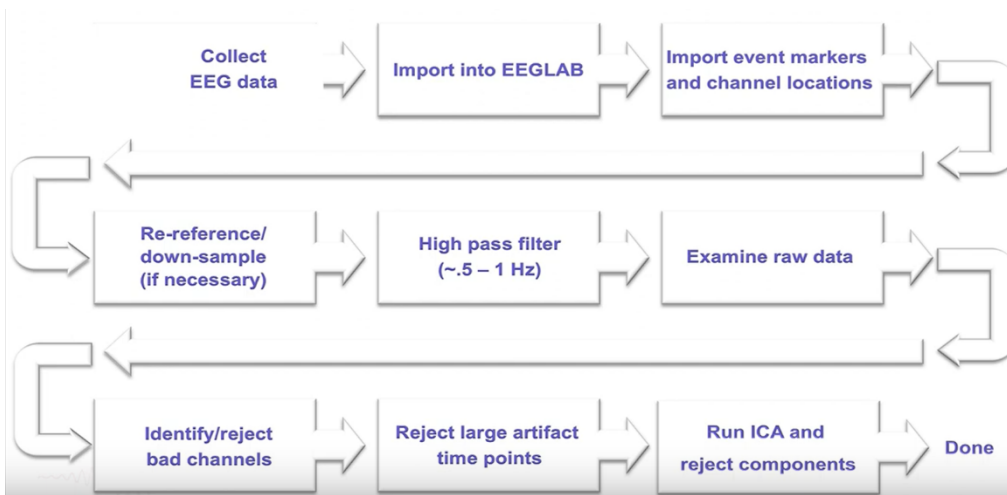 Collect
EEG data
Import into EEGLAB
Import event markers
and channel locations
Re-reference/
down-sample
(if necessary)
High pass filter
(~.5 – 1 Hz)
Examine raw data
Identify/reject
bad channels
Reject large artifact
time points
Run ICA and
reject components
Done